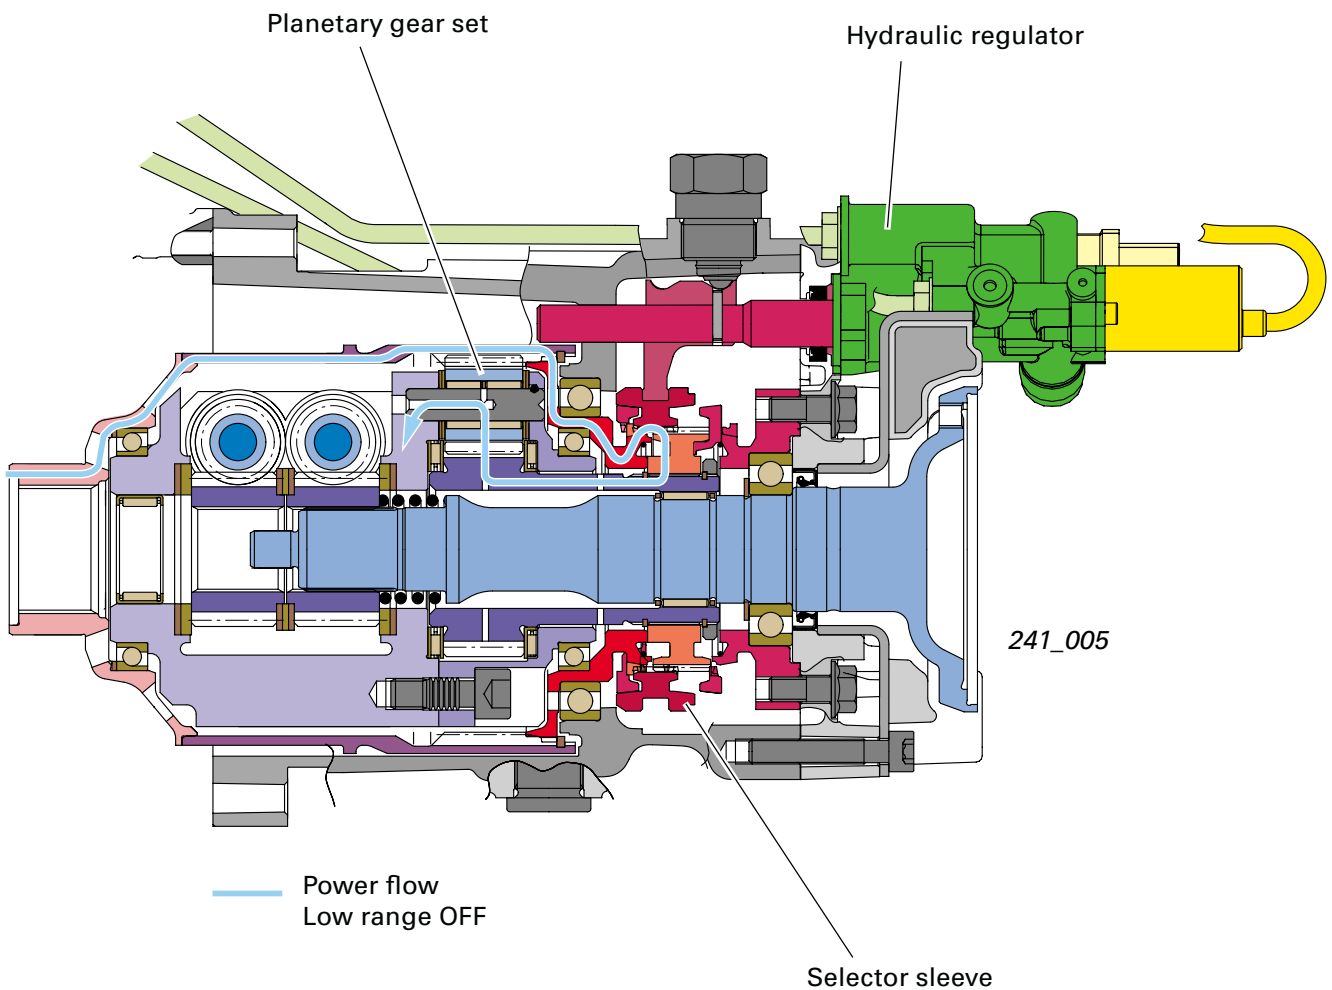 Planetary gear set
Hydraulic regulator
241_005
Power flow
Low range OFF
Selector sleeve